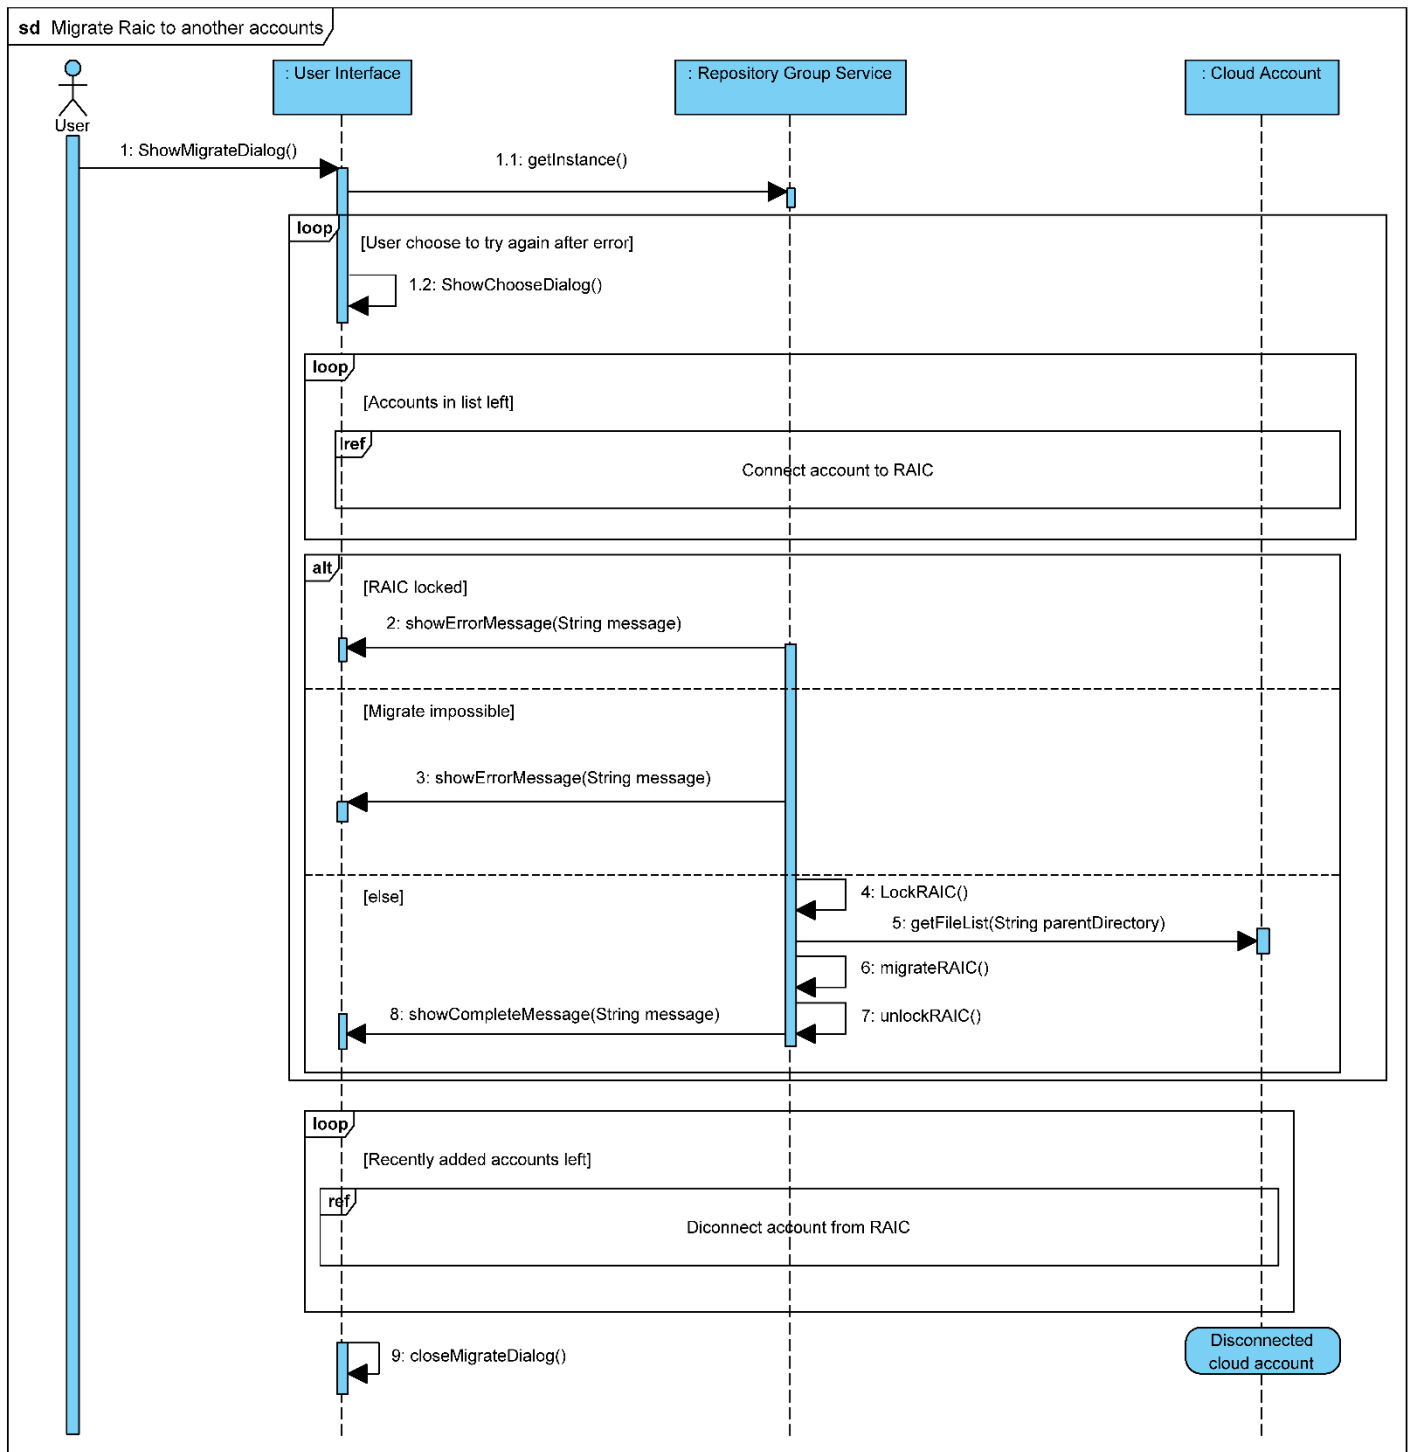 sd Migrate Raic to another accounts
User
: User Interface
: Repository Group Service
: Cloud Account
1: ShowMigrateDialog()
1.1: getInstance()
loop
[User choose to try again after error]
1.2: ShowChooseDialog()
loop
[Accounts in list left]
ref
Connect account to RAIC
alt
[RAIC locked]
2: showErrorMessage(String message)
[Migrate impossible]
3: showErrorMessage(String message)
[else]
4: LockRAIC()
5: getFileList(String parentDirectory)
6: migrateRAIC()
8: showCompleteMessage(String message)
7: unlockRAIC()
loop
[Recently added accounts left]
ref
Diconnect account from RAIC
Disconnected
cloud account
9: closeMigrateDialog()